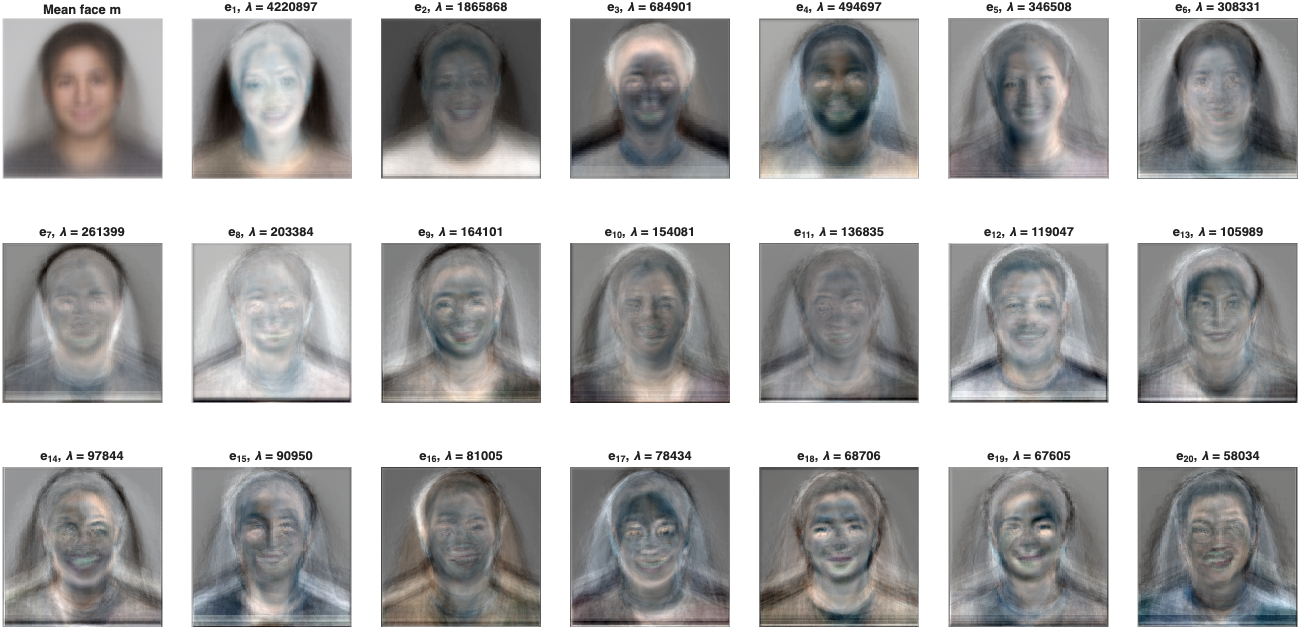 Mean face m
e₁, λ = 4220897
e₂, λ = 1865868
e₃, λ = 684901
e₄, λ = 494697
e₅, λ = 346508
e₆, λ = 308331
e₇, λ = 261399
e₈, λ = 203384
e₉, λ = 164101
e₁₀, λ = 154081
e₁₁, λ = 136835
e₁₂, λ = 119047
e₁₃, λ = 105989
e₁₄, λ = 97844
e₁₅, λ = 90950
e₁₆, λ = 81005
e₁₇, λ = 78434
e₁₈, λ = 68706
e₁₉, λ = 67605
e₂₀, λ = 58034